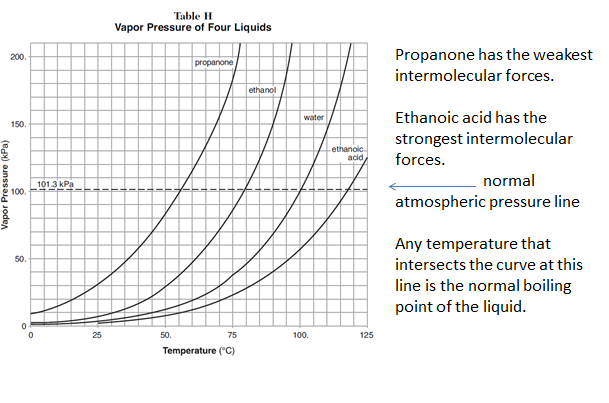 Table H
Vapor Pressure of Four Liquids
Vapor Pressure (kPa)
200.
150.
100.
50.
0
propanone
ethanol
water
ethanoic
acid
101.3 kPa
0
25
50.
75
100.
125
Temperature (°C)
Propanone has the weakest
intermolecular forces.
Ethanoic acid has the
strongest intermolecular
forces.
normal
atmospheric pressure line
Any temperature that
intersects the curve at this
line is the normal boiling
point of the liquid.